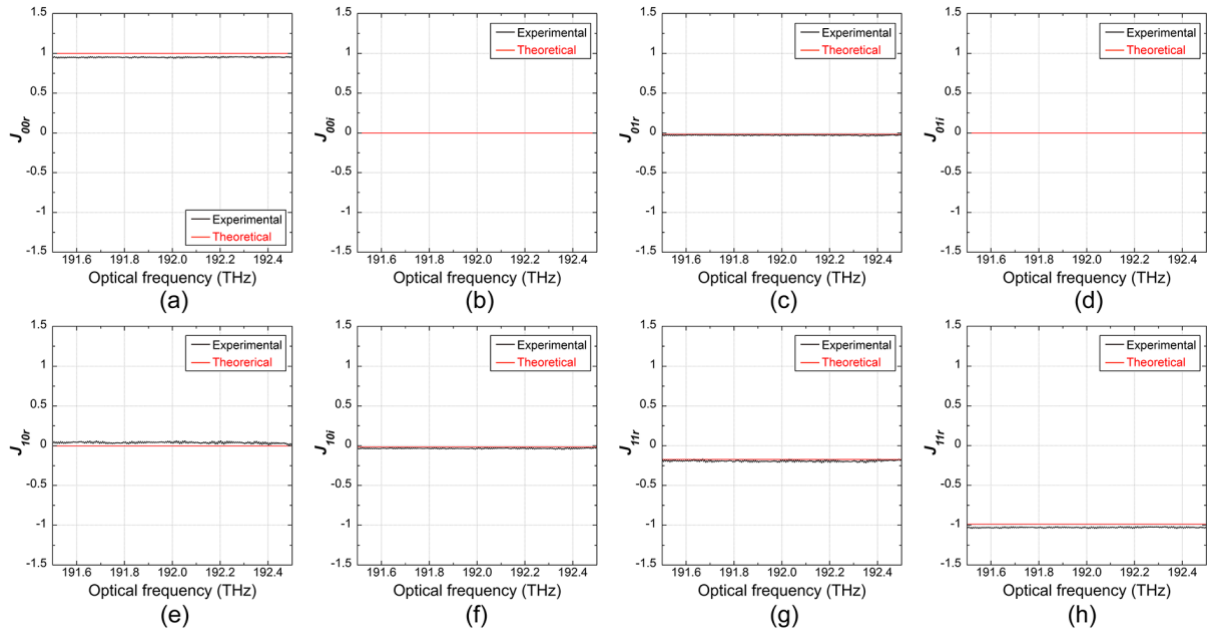 1.5
1
0.5
0
-0.5
-1
-1.5
J00r
Experimental
Theoretical
191.6 191.8 192.0 192.2 192.4
Optical frequency (THz)
(a)
1.5
1
0.5
0
-0.5
-1
-1.5
J00i
Experimental
Theoretical
191.6 191.8 192.0 192.2 192.4
Optical frequency (THz)
(b)
1.5
1
0.5
0
-0.5
-1
-1.5
J01r
Experimental
Theoretical
191.6 191.8 192.0 192.2 192.4
Optical frequency (THz)
(c)
1.5
1
0.5
0
-0.5
-1
-1.5
J01i
Experimental
Theoretical
191.6 191.8 192.0 192.2 192.4
Optical frequency (THz)
(d)
1.5
1
0.5
0
-0.5
-1
-1.5
J10r
Experimental
Theorerical
191.6 191.8 192.0 192.2 192.4
Optical frequency (THz)
(e)
1.5
1
0.5
0
-0.5
-1
-1.5
J10i
Experimental
Theoretical
191.6 191.8 192.0 192.2 192.4
Optical frequency (THz)
(f)
1.5
1
0.5
0
-0.5
-1
-1.5
J11r
Experimental
Theoretical
191.6 191.8 192.0 192.2 192.4
Optical frequency (THz)
(g)
1.5
1
0.5
0
-0.5
-1
-1.5
J11r
Experimental
Theoretical
191.6 191.8 192.0 192.2 192.4
Optical frequency (THz)
(h)